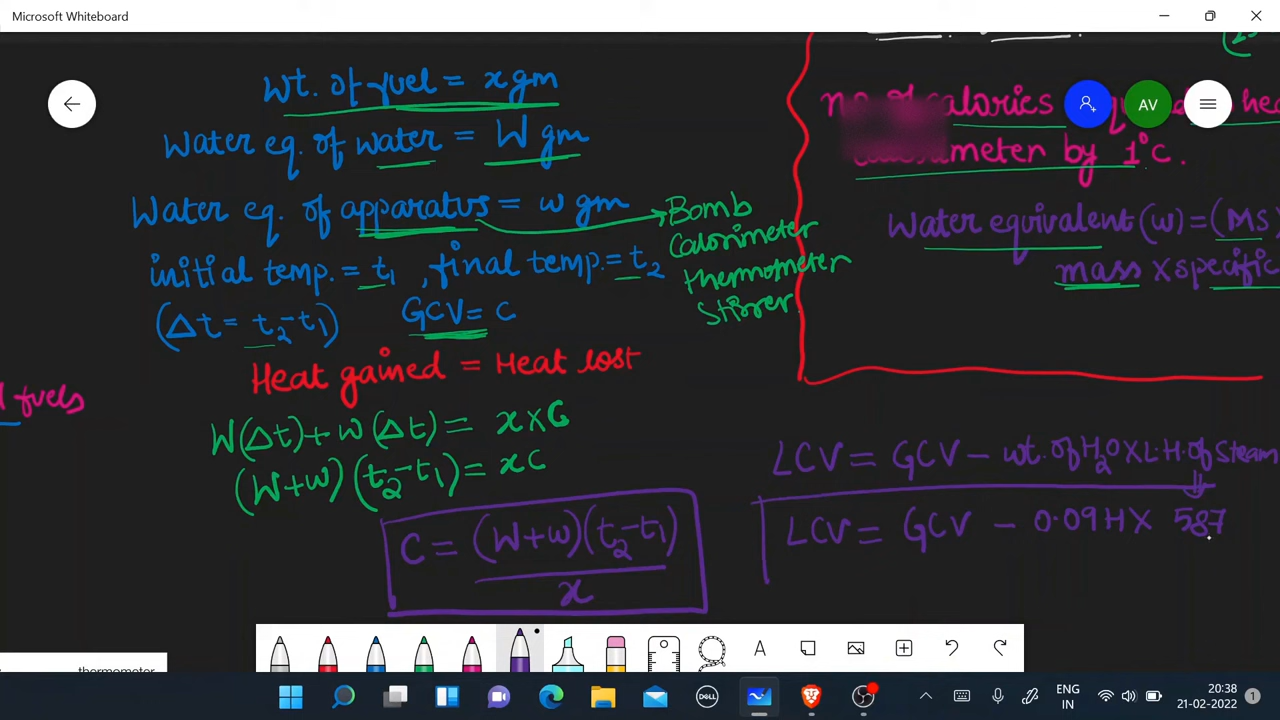 Microsoft Whiteboard
wt. of fuel = x gm
Water eq. of water = W gm
Water eq. of apparatus = w gm
Bomb
Calorimeter
thermometer
Stirrer
initial temp. = t₁ , final temp. = t₂
(Δt = t₂-t₁) GCV = C
Heat gained = Heat lost
W(Δt) + w(Δt) = x X C
(W+w) (t₂-t₁) = xC
C = (W+w)(t₂-t₁)
x
fuels
AV
calories
by 1°C.
Water equivalent (w) = (MS)
mass X specific
LCV = GCV - wt. of H₂O X L.H. of Steam
LCV = GCV - 0.09H X 587
thermometer
A
DELL
ENG
IN
20:38
21-02-2022
1